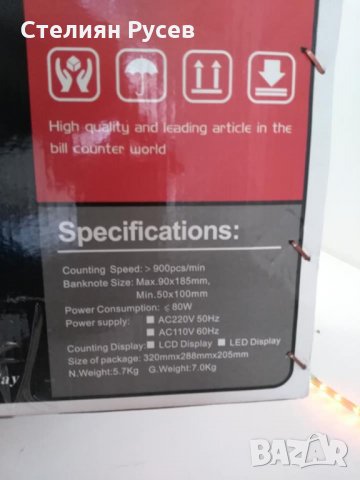 Стелиян Русев
High quality and leading article in the
bill counter world
Specifications:
Counting Speed: > 900pcs/min
Banknote Size: Max.90x185mm,
Min.50x100mm
Power Consumption: ≤ 80W
Power supply: ■ AC220V 50Hz
■ AC110V 60Hz
Counting Display: ■ LCD Display ■ LED Display
Size of package: 320mmx288mmx205mm
N.Weight:5.7Kg G.Weight:7.0Kg
BAZAR